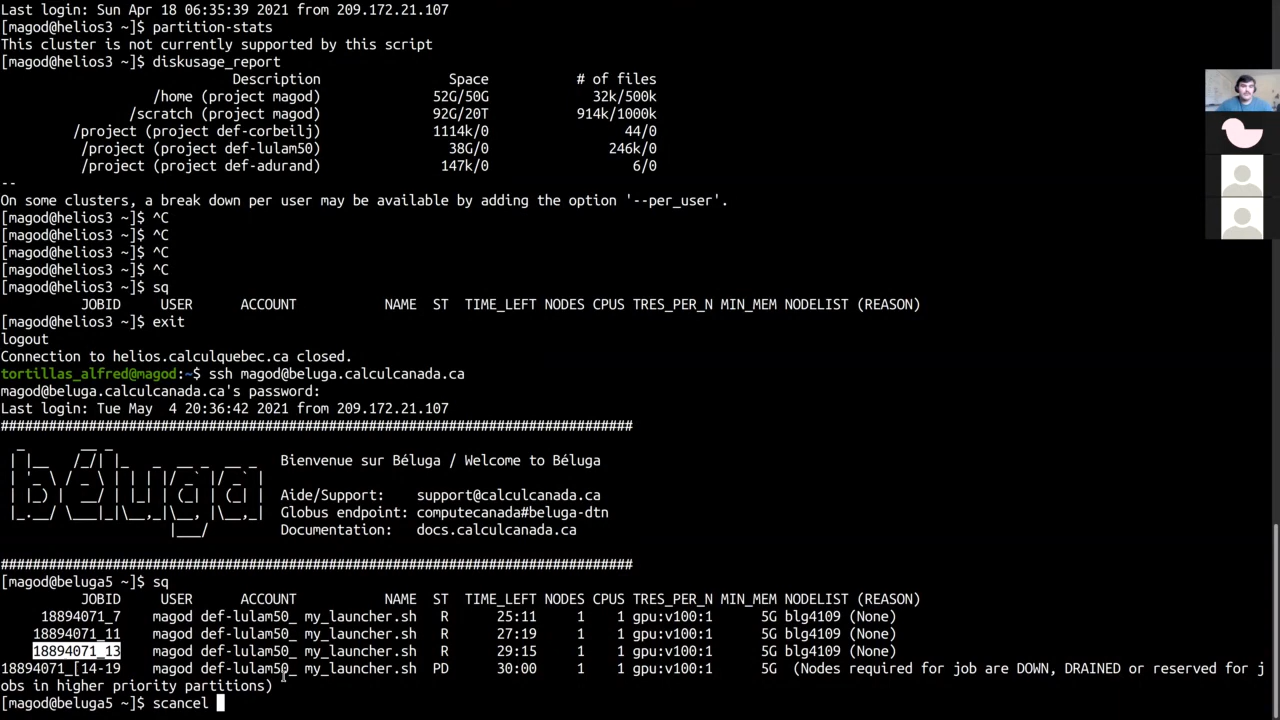 Last login: Sun Apr 18 06:35:39 2021 from 209.172.21.107
[magod@helios3 ~]$ partition-stats
This cluster is not currently supported by this script
[magod@helios3 ~]$ diskusage_report
Description Space # of files
/home (project magod) 52G/50G 32k/500k
/scratch (project magod) 92G/20T 914k/1000k
/project (project def-corbeilj) 1114k/0 44/0
/project (project def-lulam50) 38G/0 246k/0
/project (project def-adurand) 147k/0 6/0
--
On some clusters, a break down per user may be available by adding the option '--per_user'.
[magod@helios3 ~]$ ^C
[magod@helios3 ~]$ ^C
[magod@helios3 ~]$ ^C
[magod@helios3 ~]$ ^C
[magod@helios3 ~]$ sq
JOBID USER ACCOUNT NAME ST TIME_LEFT NODES CPUS TRES_PER_N MIN_MEM NODELIST (REASON)
[magod@helios3 ~]$ exit
logout
Connection to helios.calculquebec.ca closed.
tortillas_alfred@magod:~$ ssh magod@beluga.calculcanada.ca
magod@beluga.calculcanada.ca's password:
Last login: Tue May 4 20:36:42 2021 from 209.172.21.107
###############################################################################
béluga
Bienvenue sur Béluga / Welcome to Béluga
Aide/Support: support@calculcanada.ca
Globus endpoint: computecanada#beluga-dtn
Documentation: docs.calculcanada.ca
###############################################################################
[magod@beluga5 ~]$ sq
JOBID USER ACCOUNT NAME ST TIME_LEFT NODES CPUS TRES_PER_N MIN_MEM NODELIST (REASON)
18894071_7 magod def-lulam50_ my_launcher.sh R 25:11 1 1 gpu:v100:1 5G blg4109 (None)
18894071_11 magod def-lulam50_ my_launcher.sh R 27:19 1 1 gpu:v100:1 5G blg4109 (None)
18894071_13 magod def-lulam50_ my_launcher.sh R 29:15 1 1 gpu:v100:1 5G blg4109 (None)
18894071_[14-19 magod def-lulam50_ my_launcher.sh PD 30:00 1 1 gpu:v100:1 5G (Nodes required for job are DOWN, DRAINED or reserved for j
obs in higher priority partitions)
[magod@beluga5 ~]$ scancel